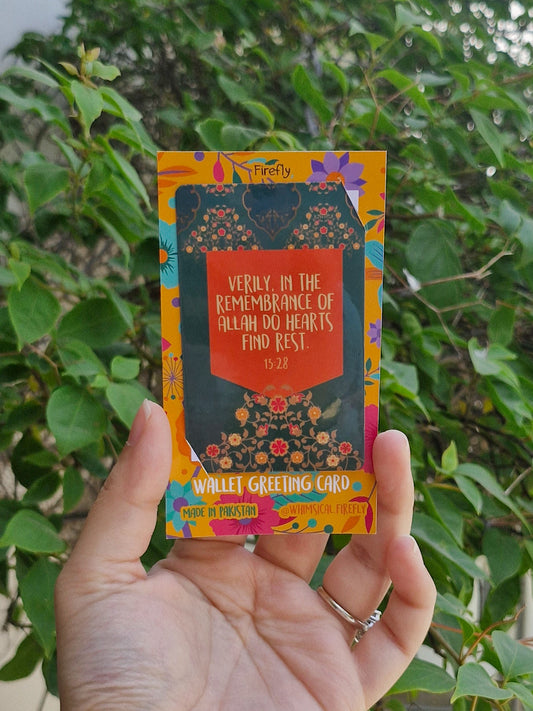 Firefly
VERILY, IN THE
REMEMBRANCE OF
ALLAH DO HEARTS
FIND REST.
13:28
WALLET GREETING CARD
MADE IN PAKISTAN
@WHIMSICAL FIREFLY